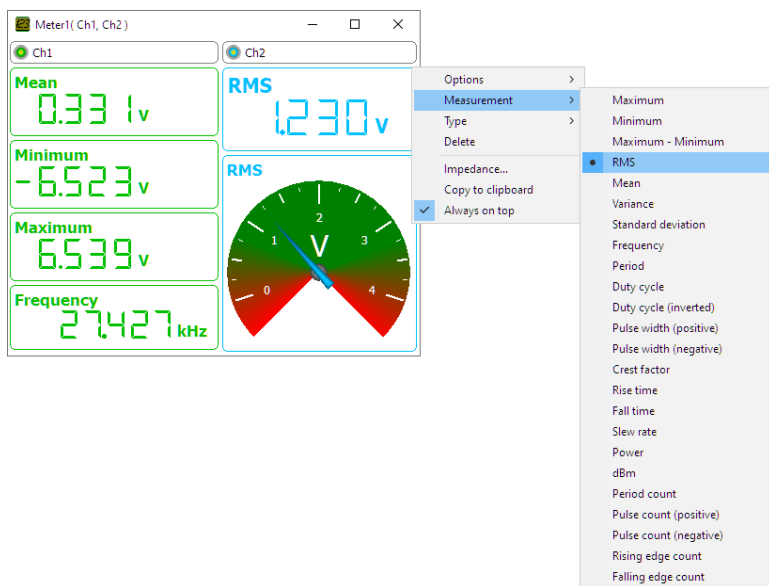 Meter1( Ch1, Ch2 )
Ch1
Ch2
Mean
0.331 V
Minimum
-6.523 V
Maximum
6.539 V
Frequency
27.427 kHz
RMS
1.230 V
RMS
0 1 2 3 4
V
Options
Measurement
Type
Delete
Impedance...
Copy to clipboard
Always on top
Maximum
Minimum
Maximum - Minimum
RMS
Mean
Variance
Standard deviation
Frequency
Period
Duty cycle
Duty cycle (inverted)
Pulse width (positive)
Pulse width (negative)
Crest factor
Rise time
Fall time
Slew rate
Power
dBm
Period count
Pulse count (positive)
Pulse count (negative)
Rising edge count
Falling edge count